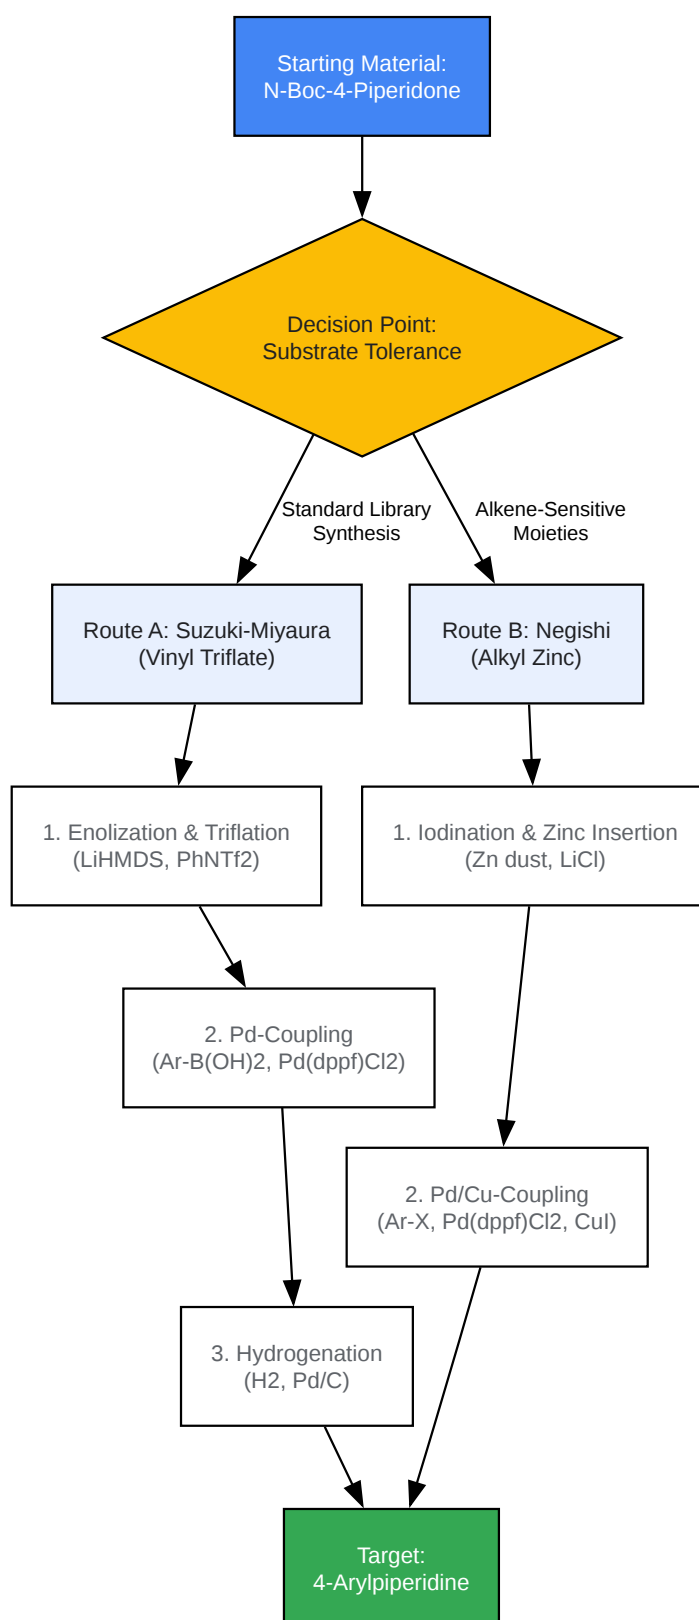 Starting Material:
N-Boc-4-Piperidone
Decision Point:
Substrate Tolerance
Standard Library
Synthesis
Alkene-Sensitive
Moieties
Route A: Suzuki-Miyaura
(Vinyl Triflate)
Route B: Negishi
(Alkyl Zinc)
1. Enolization & Triflation
(LiHMDS, PhNTf2)
1. Iodination & Zinc Insertion
(Zn dust, LiCl)
2. Pd-Coupling
(Ar-B(OH)2, Pd(dppf)Cl2)
2. Pd/Cu-Coupling
(Ar-X, Pd(dppf)Cl2, CuI)
3. Hydrogenation
(H2, Pd/C)
Target:
4-Arylpiperidine